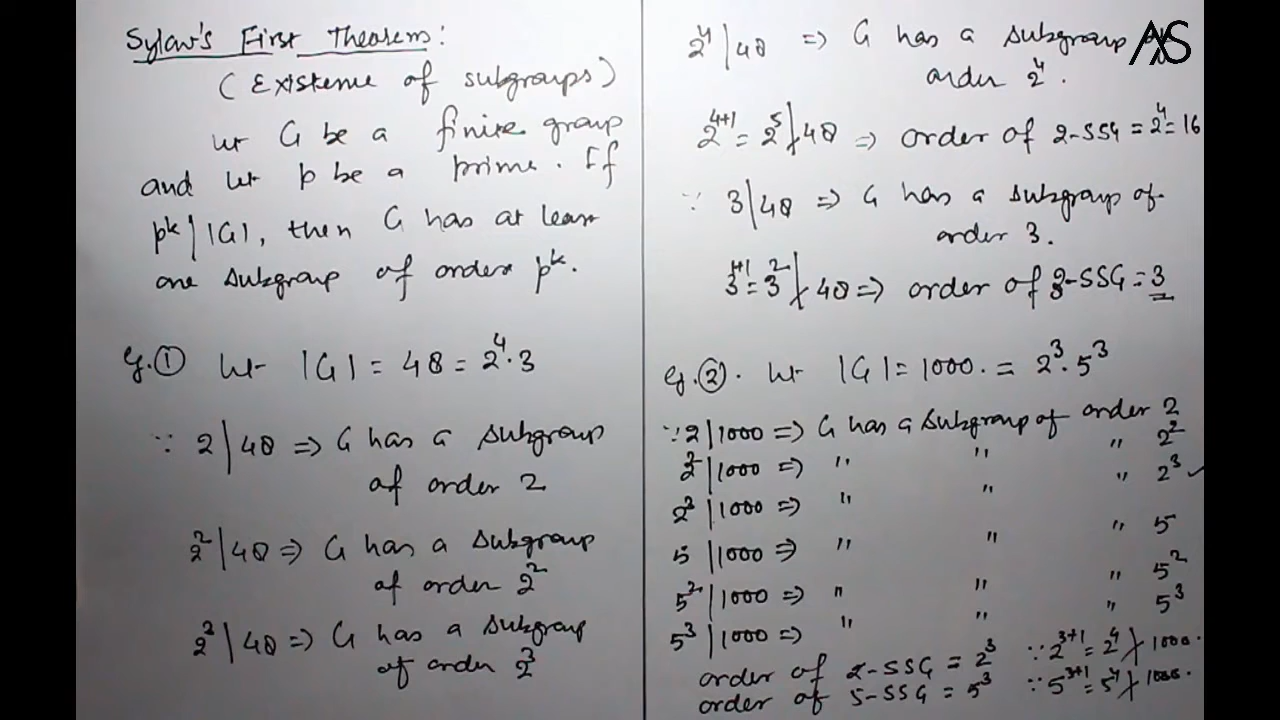 Sylow's First Theorem:
(Existence of subgroups)
Let G be a finite group
and let p be a prime. If
p^k | |G|, then G has at least
one subgroup of order p^k.
Eg. ① Let |G| = 48 = 2^4·3
∵ 2 | 48 ⇒ G has a subgroup
of order 2
2^2 | 48 ⇒ G has a subgroup
of order 2^2
2^3 | 48 ⇒ G has a subgroup
of order 2^3
2^4 | 48 ⇒ G has a subgroup of
order 2^4.
AS
2^{4+1} = 2^5 ∤ 48 ⇒ order of 2-SSG = 2^4 = 16
∵ 3 | 48 ⇒ G has a subgroup of
order 3.
3^{1+1} = 3^2 ∤ 48 ⇒ order of 3-SSG = 3
Eg. ②. Let |G| = 1000. = 2^3·5^3
∵ 2 | 1000 ⇒ G has a subgroup of order 2
2^2 | 1000 ⇒ " " " 2^2
2^3 | 1000 ⇒ " " " 2^3 ✓
5 | 1000 ⇒ " " " 5
5^2 | 1000 ⇒ " " " 5^2
5^3 | 1000 ⇒ " " " 5^3
order of 2-SSG = 2^3 ∵ 2^{3+1} = 2^4 ∤ 1000.
order of 5-SSG = 5^3 ∵ 5^{3+1} = 5^4 ∤ 1000.